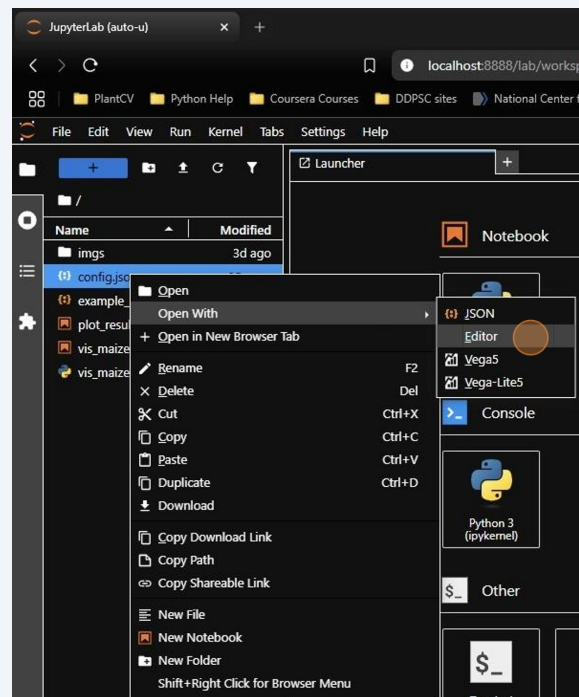 JupyterLab (auto-u)
localhost:8888/lab/worksp
PlantCV Python Help Coursera Courses DDPSC sites National Center
File Edit View Run Kernel Tabs Settings Help
Launcher
/
Name Modified
imgs 3d ago
config.jso
example_
plot_resul
vis_maize
vis_maize
Open
Open With
Open in New Browser Tab
Rename F2
Delete Del
Cut Ctrl+X
Copy Ctrl+C
Paste Ctrl+V
Duplicate Ctrl+D
Download
Copy Download Link
Copy Path
Copy Shareable Link
New File
New Notebook
New Folder
Shift+Right Click for Browser Menu
JSON
Editor
Vega5
Vega-Lite5
Notebook
Console
Python 3
(ipykernel)
$_ Other
$_